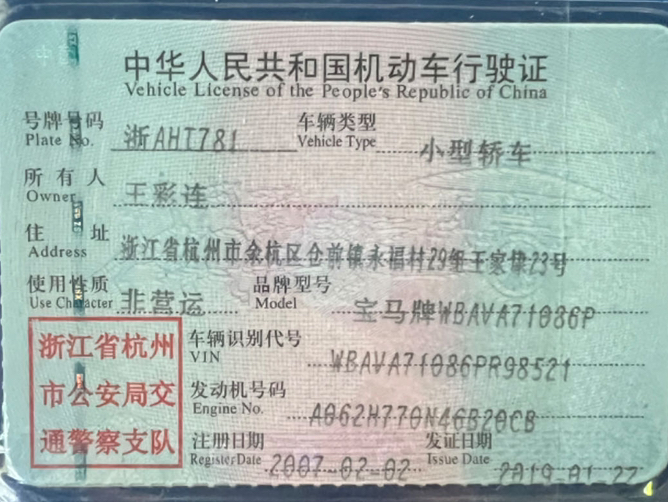 中华人民共和国机动车行驶证
Vehicle License of the People's Republic of China
号牌号码 浙AHT781 车辆类型 小型轿车
Plate No. Vehicle Type
所有人 王彩连
Owner
住址 浙江省杭州市余杭区仓前镇永福村29组王家埭23号
Address
使用性质 非营运 品牌型号 宝马牌WBAVA71086P
Use Character Model
浙江省杭州 车辆识别代号 WBAVA71086PR98521
VIN
市公安局交 发动机号码 A062H770N46B20CB
Engine No.
通警察支队 注册日期 2007-02-02 发证日期 2019-01-27
Register Date Issue Date